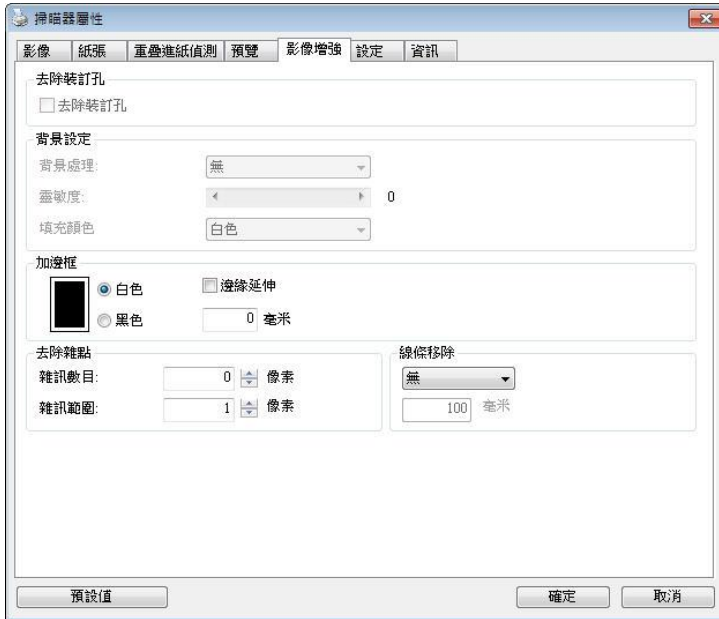 掃瞄器屬性
影像 紙張 重疊進紙偵測 預覽 影像增強 設定 資訊
去除裝訂孔
去除裝訂孔
背景設定
背景處理: 無
靈敏度: 0
填充顏色 白色
加邊框
白色 邊緣延伸
黑色 0 毫米
去除雜點 線條移除
雜訊數目: 0 像素 無
雜訊範圍: 1 像素 100 毫米
預設值 確定 取消